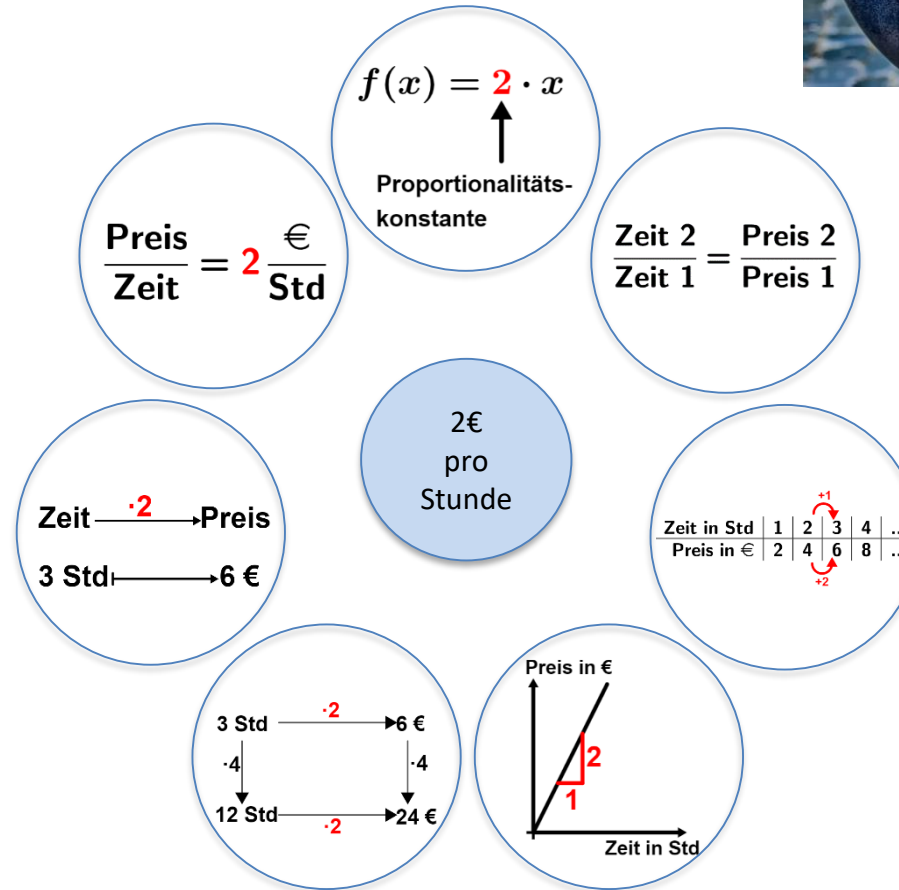 f(x) = 2 · x
Proportionalitäts-
konstante
Preis
Zeit
= 2
€
Std
Zeit 2
Zeit 1
=
Preis 2
Preis 1
2€
pro
Stunde
Zeit ·2 Preis
3 Std 6 €
+1
Zeit in Std 1 2 3 4 ..
Preis in € 2 4 6 8 ..
+2
3 Std ·2 6 €
·4 ·4
12 Std ·2 24 €
Preis in €
2
1
Zeit in Std